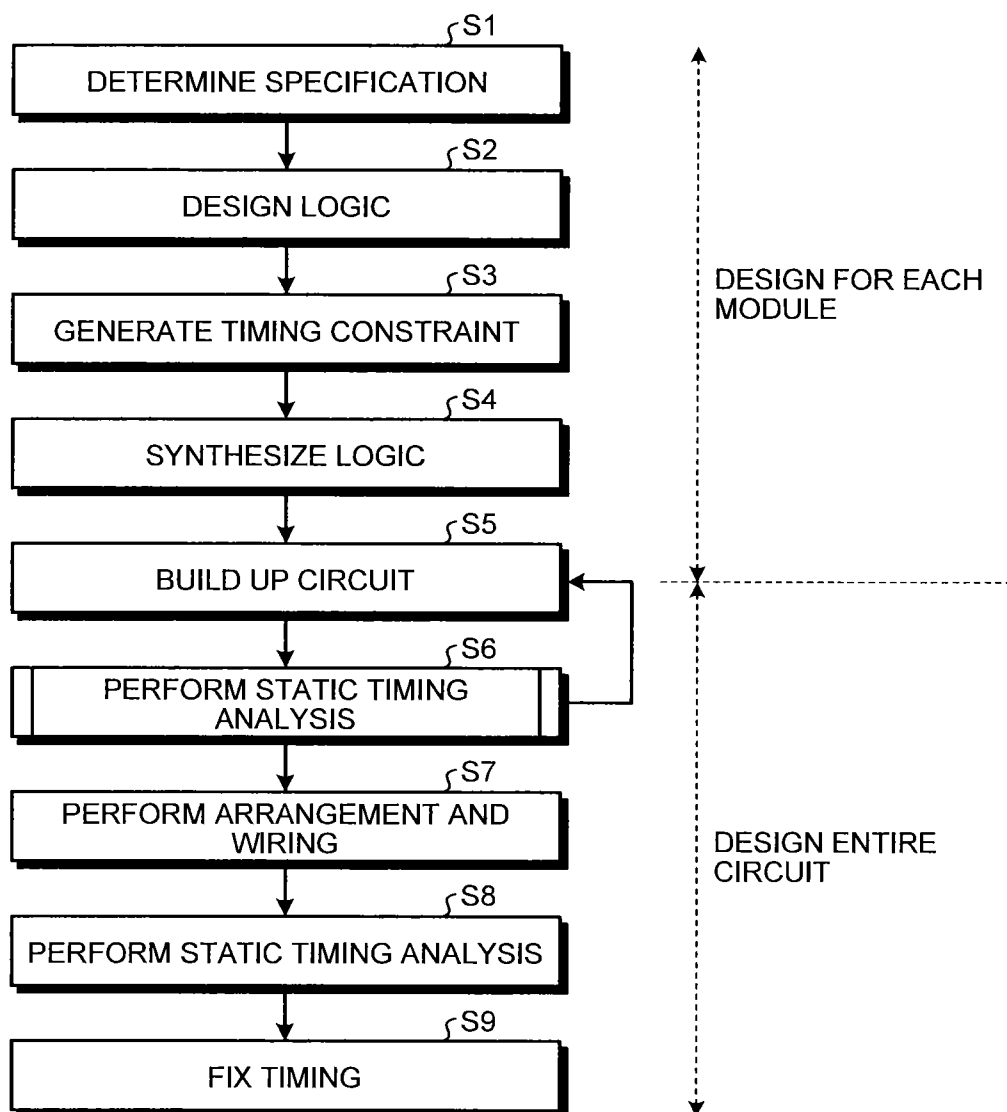 S1
DETERMINE SPECIFICATION
S2
DESIGN LOGIC
S3
GENERATE TIMING CONSTRAINT
S4
SYNTHESIZE LOGIC
S5
BUILD UP CIRCUIT
S6
PERFORM STATIC TIMING
ANALYSIS
S7
PERFORM ARRANGEMENT AND
WIRING
S8
PERFORM STATIC TIMING ANALYSIS
S9
FIX TIMING
DESIGN FOR EACH
MODULE
DESIGN ENTIRE
CIRCUIT